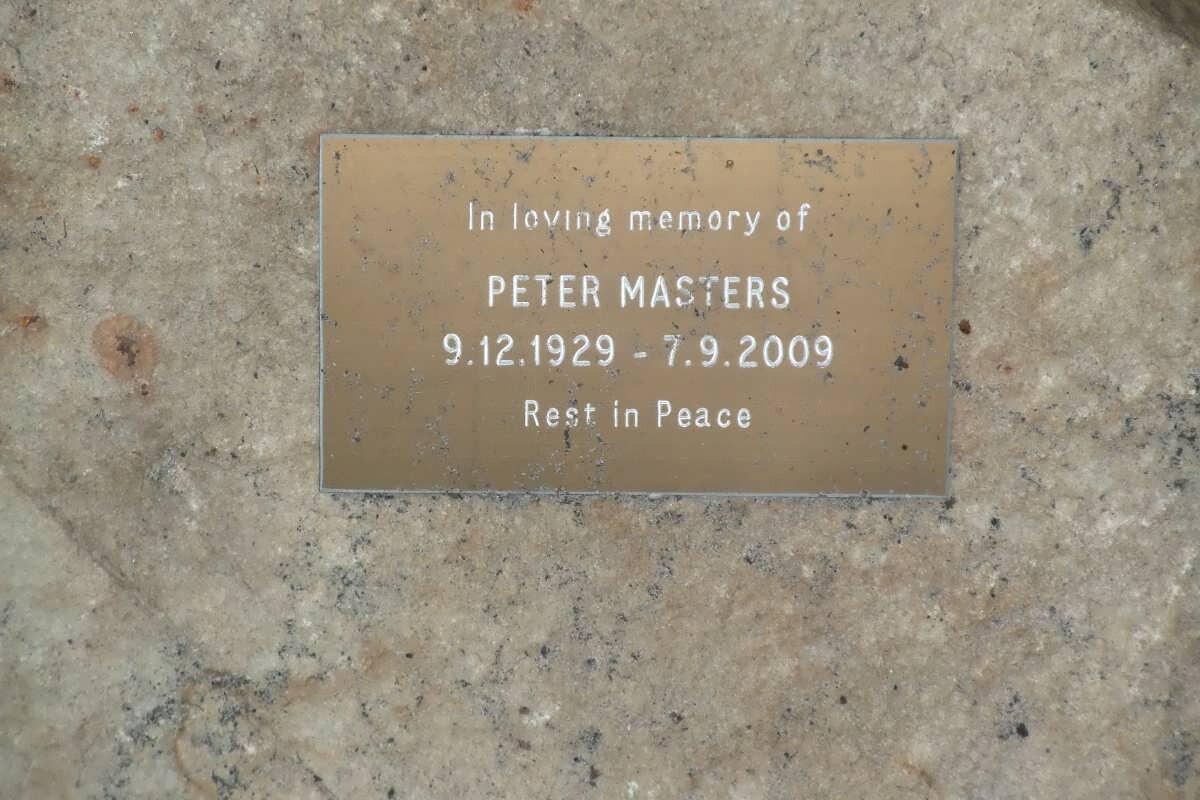 In loving memory of
PETER MASTERS
9.12.1929 - 7.9.2009
Rest in Peace